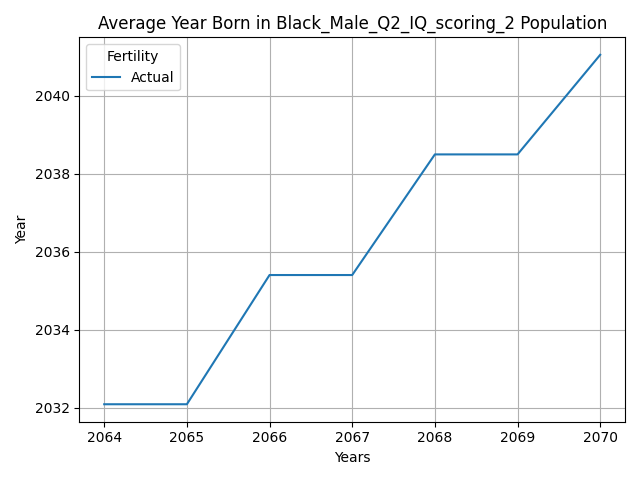 Average Year Born in Black_Male_Q2_IQ_scoring_2 Population
Fertility
Actual
Year
2040
2038
2036
2034
2032
2064 2065 2066 2067 2068 2069 2070
Years